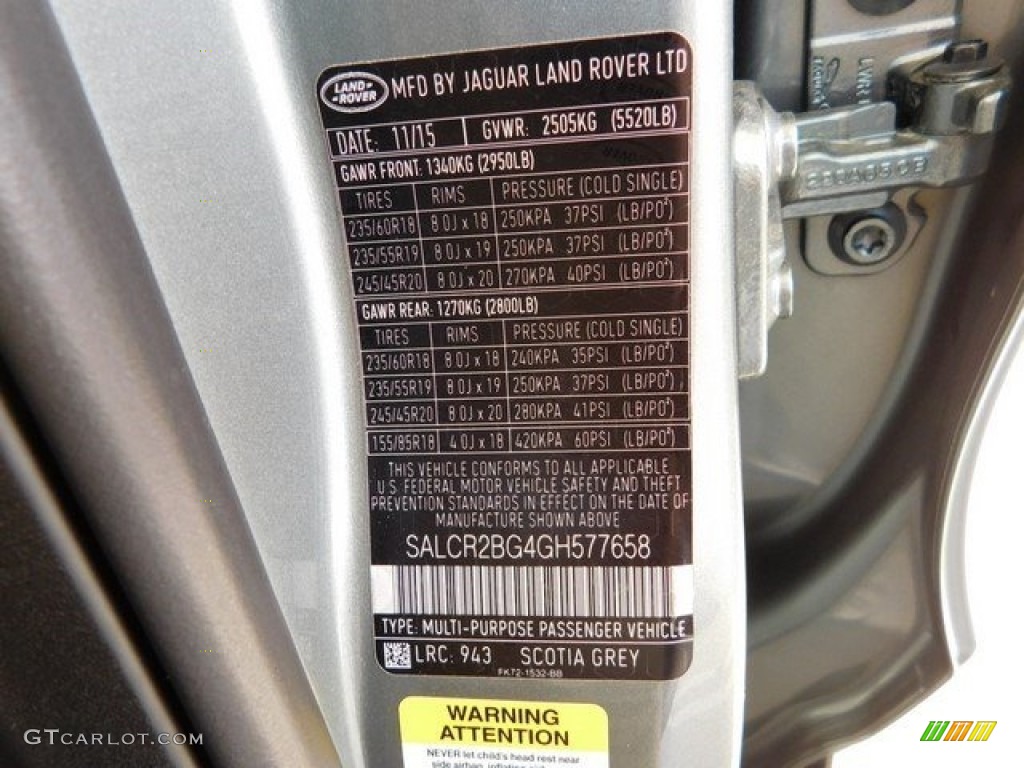 LAND ROVER
MFD BY JAGUAR LAND ROVER LTD
DATE: 11/15 GVWR: 2505KG (5520LB)
GAWR FRONT: 1340KG (2950LB)
TIRES RIMS PRESSURE (COLD SINGLE)
235/60R18 8.0J x 18 250KPA 37PSI (LB/PO²)
235/55R19 8.0J x 19 250KPA 37PSI (LB/PO²)
245/45R20 8.0J x 20 270KPA 40PSI (LB/PO²)
GAWR REAR: 1270KG (2800LB)
TIRES RIMS PRESSURE (COLD SINGLE)
235/60R18 8.0J x 18 240KPA 35PSI (LB/PO²)
235/55R19 8.0J x 19 250KPA 37PSI (LB/PO²)
245/45R20 8.0J x 20 280KPA 41PSI (LB/PO²)
155/85R18 4.0J x 18 420KPA 60PSI (LB/PO²)
THIS VEHICLE CONFORMS TO ALL APPLICABLE
U.S. FEDERAL MOTOR VEHICLE SAFETY AND THEFT
PREVENTION STANDARDS IN EFFECT ON THE DATE OF
MANUFACTURE SHOWN ABOVE
SALCR2BG4GH577658
TYPE: MULTI-PURPOSE PASSENGER VEHICLE
LRC: 943 SCOTIA GREY
FK72-1532-BB
WARNING
ATTENTION
NEVER let child's head rest near
side airbag, inflating side
GTCARLOT.COM